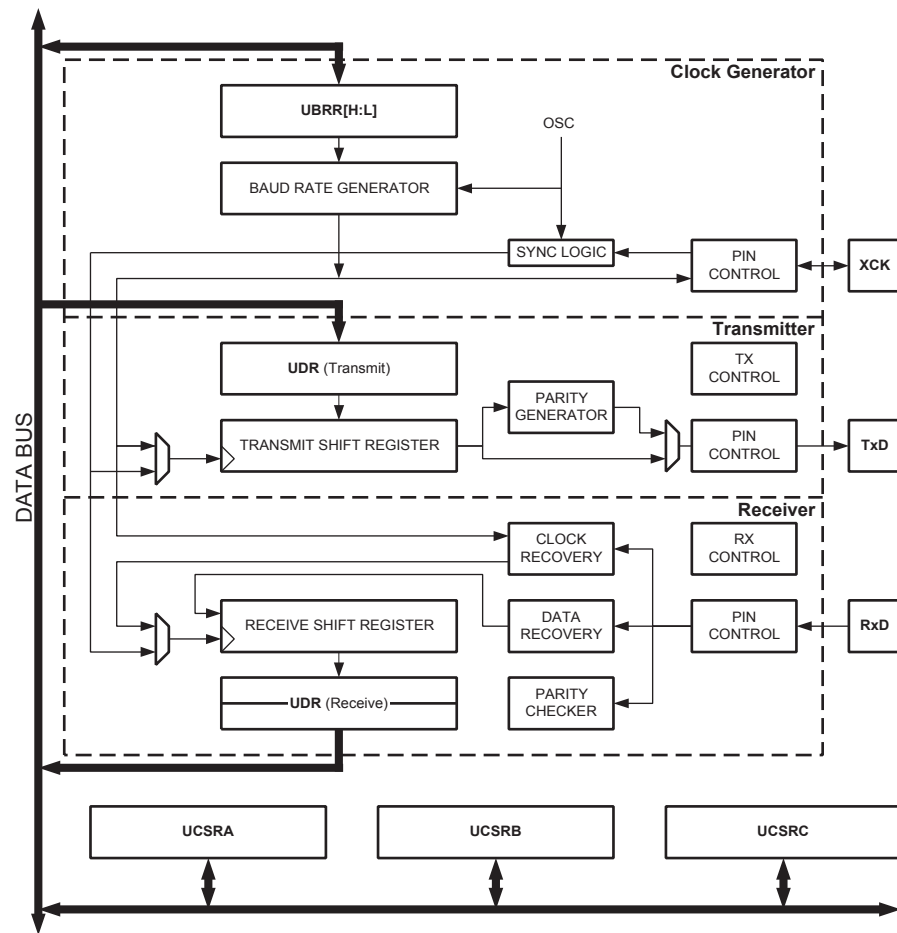 Clock Generator
UBRR[H:L]
OSC
BAUD RATE GENERATOR
SYNC LOGIC
PIN
CONTROL
XCK
Transmitter
UDR (Transmit)
TX
CONTROL
PARITY
GENERATOR
TRANSMIT SHIFT REGISTER
PIN
CONTROL
TxD
DATA BUS
Receiver
CLOCK
RECOVERY
RX
CONTROL
RECEIVE SHIFT REGISTER
DATA
RECOVERY
PIN
CONTROL
RxD
UDR (Receive)
PARITY
CHECKER
UCSRA
UCSRB
UCSRC